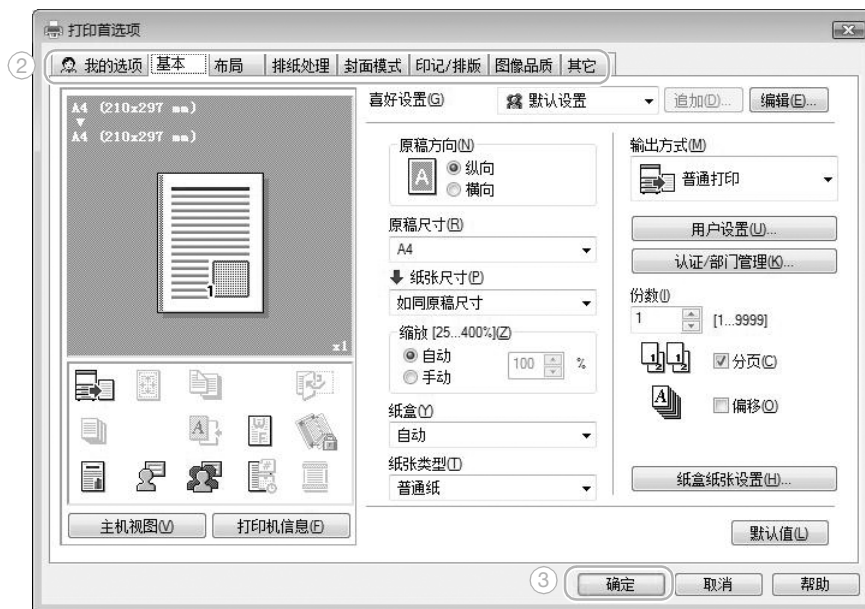 打印首选项
② 我的选项 基本 布局 排纸处理 封面模式 印记/排版 图像品质 其它
A4 (210x297 mm)
A4 (210x297 mm)
A
1
x1
喜好设置(G) 默认设置 追加(D)... 编辑(E)...
原稿方向(N)
A
纵向
横向
原稿尺寸(R)
A4
纸张尺寸(P)
如同原稿尺寸
缩放 [25...400%](Z)
自动
手动
100 %
纸盒(Y)
自动
纸张类型(T)
普通纸
输出方式(M)
普通打印
用户设置(U)...
认证/部门管理(K)...
份数(I)
1 [1...9999]
1 2 1 2 分页(C)
A 偏移(O)
纸盒纸张设置(H)...
主机视图(V) 打印机信息(F)
默认值(L)
③ 确定 取消 帮助